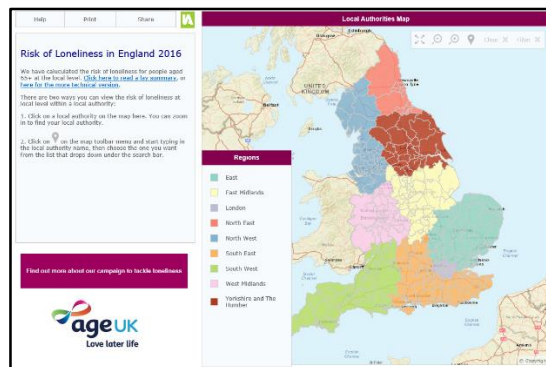 Help Print Share
Local Authorities Map
Risk of Loneliness in England 2016
We have calculated the risk of loneliness for people aged
65+ at the local level. Click here to read a lay summary, or
here for the more technical version.
There are two ways you can view the risk of loneliness at
local level within a local authority:
1. Click on a local authority on the map here. You can zoom
in to find your local authority.
2. Click on on the map toolbar menu and start typing
in the local authority name, then choose the one you want
from the list that drops down under the search bar.
Find out more about our campaign to tackle loneliness
age UK
Love later life
Clear Filter
Edinburgh
Glasgow
UNITED
KINGDOM
Belfast
Regions
East
East Midlands
London
North East
North West
South East
South West
West Midlands
Yorkshire and The
Humber